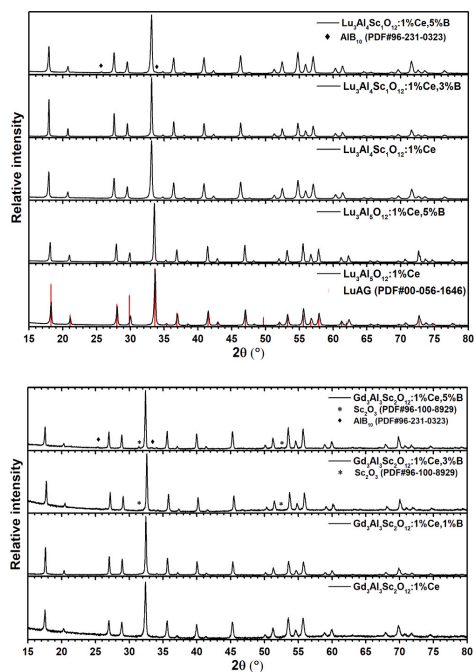 Lu₃Al₄Sc₁O₁₂:1%Ce,5%B
♦ AlB₁₀ (PDF#96-231-0323)
Lu₃Al₄Sc₁O₁₂:1%Ce,3%B
Lu₃Al₄Sc₁O₁₂:1%Ce
Lu₃Al₅O₁₂:1%Ce,5%B
Lu₃Al₅O₁₂:1%Ce
LuAG (PDF#00-056-1646)
Relative intensity
15 20 25 30 35 40 45 50 55 60 65 70 75 80
2θ (°)
Gd₃Al₃Sc₂O₁₂:1%Ce,5%B
* Sc₂O₃ (PDF#96-100-8929)
♦ AlB₁₀ (PDF#96-231-0323)
Gd₃Al₃Sc₂O₁₂:1%Ce,3%B
* Sc₂O₃ (PDF#96-100-8929)
Gd₃Al₃Sc₂O₁₂:1%Ce,1%B
Gd₃Al₃Sc₂O₁₂:1%Ce
Relative intensity
15 20 25 30 35 40 45 50 55 60 65 70 75 80
2θ (°)